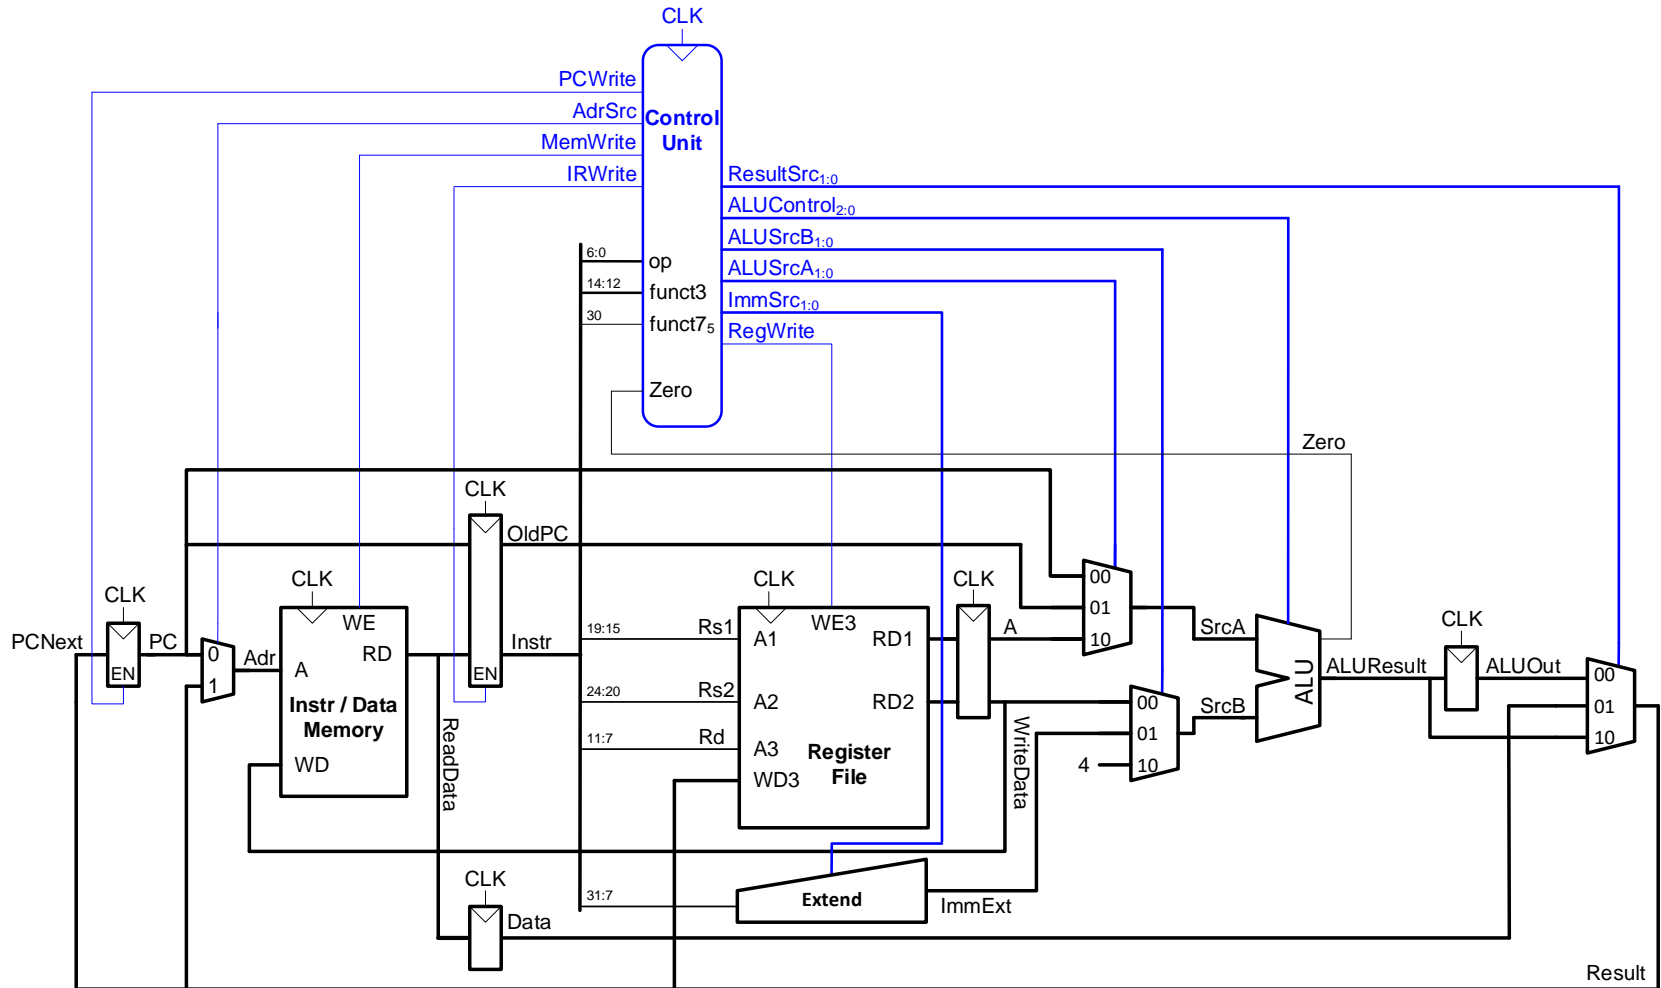 CLK
PCWrite
AdrSrc
MemWrite
IRWrite
Control
Unit
ResultSrc1:0
ALUControl2:0
ALUSrcB1:0
ALUSrcA1:0
ImmSrc1:0
RegWrite
6:0
op
14:12
funct3
30
funct75
Zero
Zero
CLK
OldPC
CLK
PCNext
PC
EN
0
1
Adr
CLK
WE
A
RD
Instr / Data
Memory
WD
EN
Instr
ReadData
19:15
Rs1
24:20
Rs2
11:7
Rd
31:7
CLK
A1
WE3
RD1
A2
RD2
A3
WD3
Register
File
CLK
A
WriteData
00
01
10
SrcA
00
01
10
4
SrcB
ALU
ALUResult
CLK
ALUOut
00
01
10
Extend
ImmExt
CLK
Data
Result